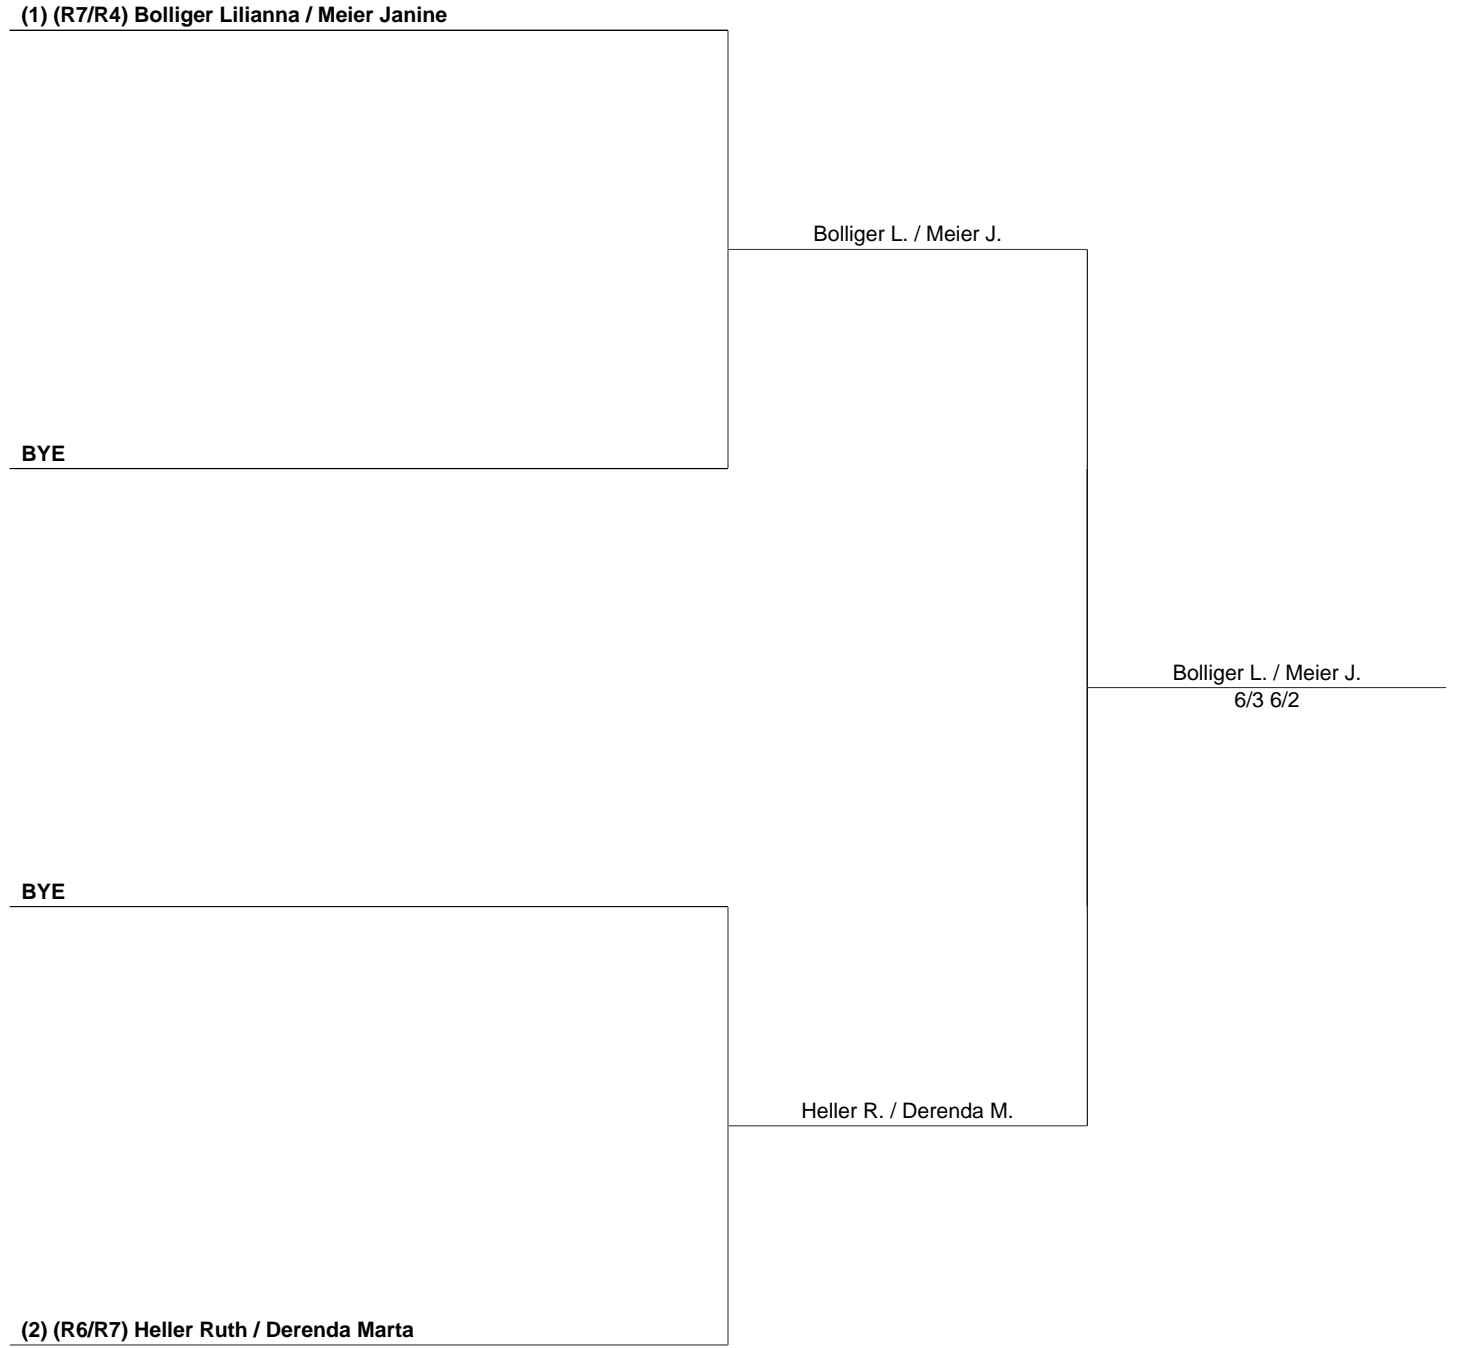 (1) (R7/R4) Bolliger Lilianna / Meier Janine
Bolliger L. / Meier J.
BYE
Bolliger L. / Meier J.
6/3 6/2
BYE
Heller R. / Derenda M.
(2) (R6/R7) Heller Ruth / Derenda Marta